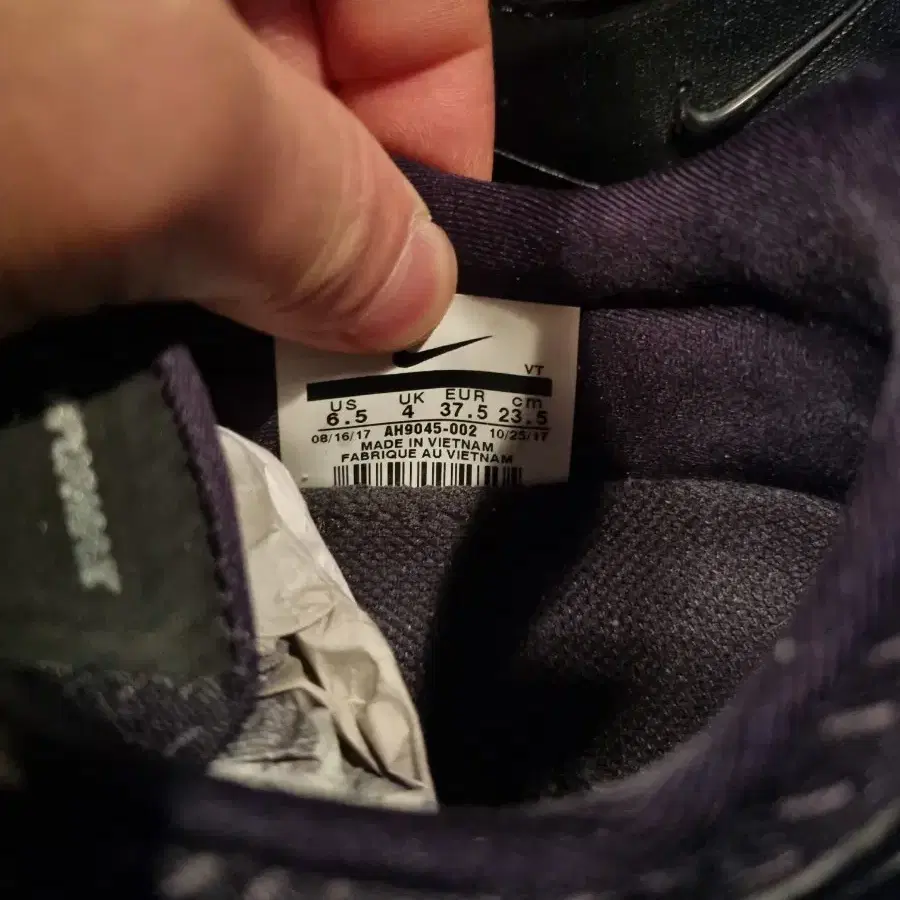 VT
US UK EUR cm
6.5 4 37.5 23.5
08/16/17 AH9045-002 10/25/17
MADE IN VIETNAM
FABRIQUE AU VIETNAM